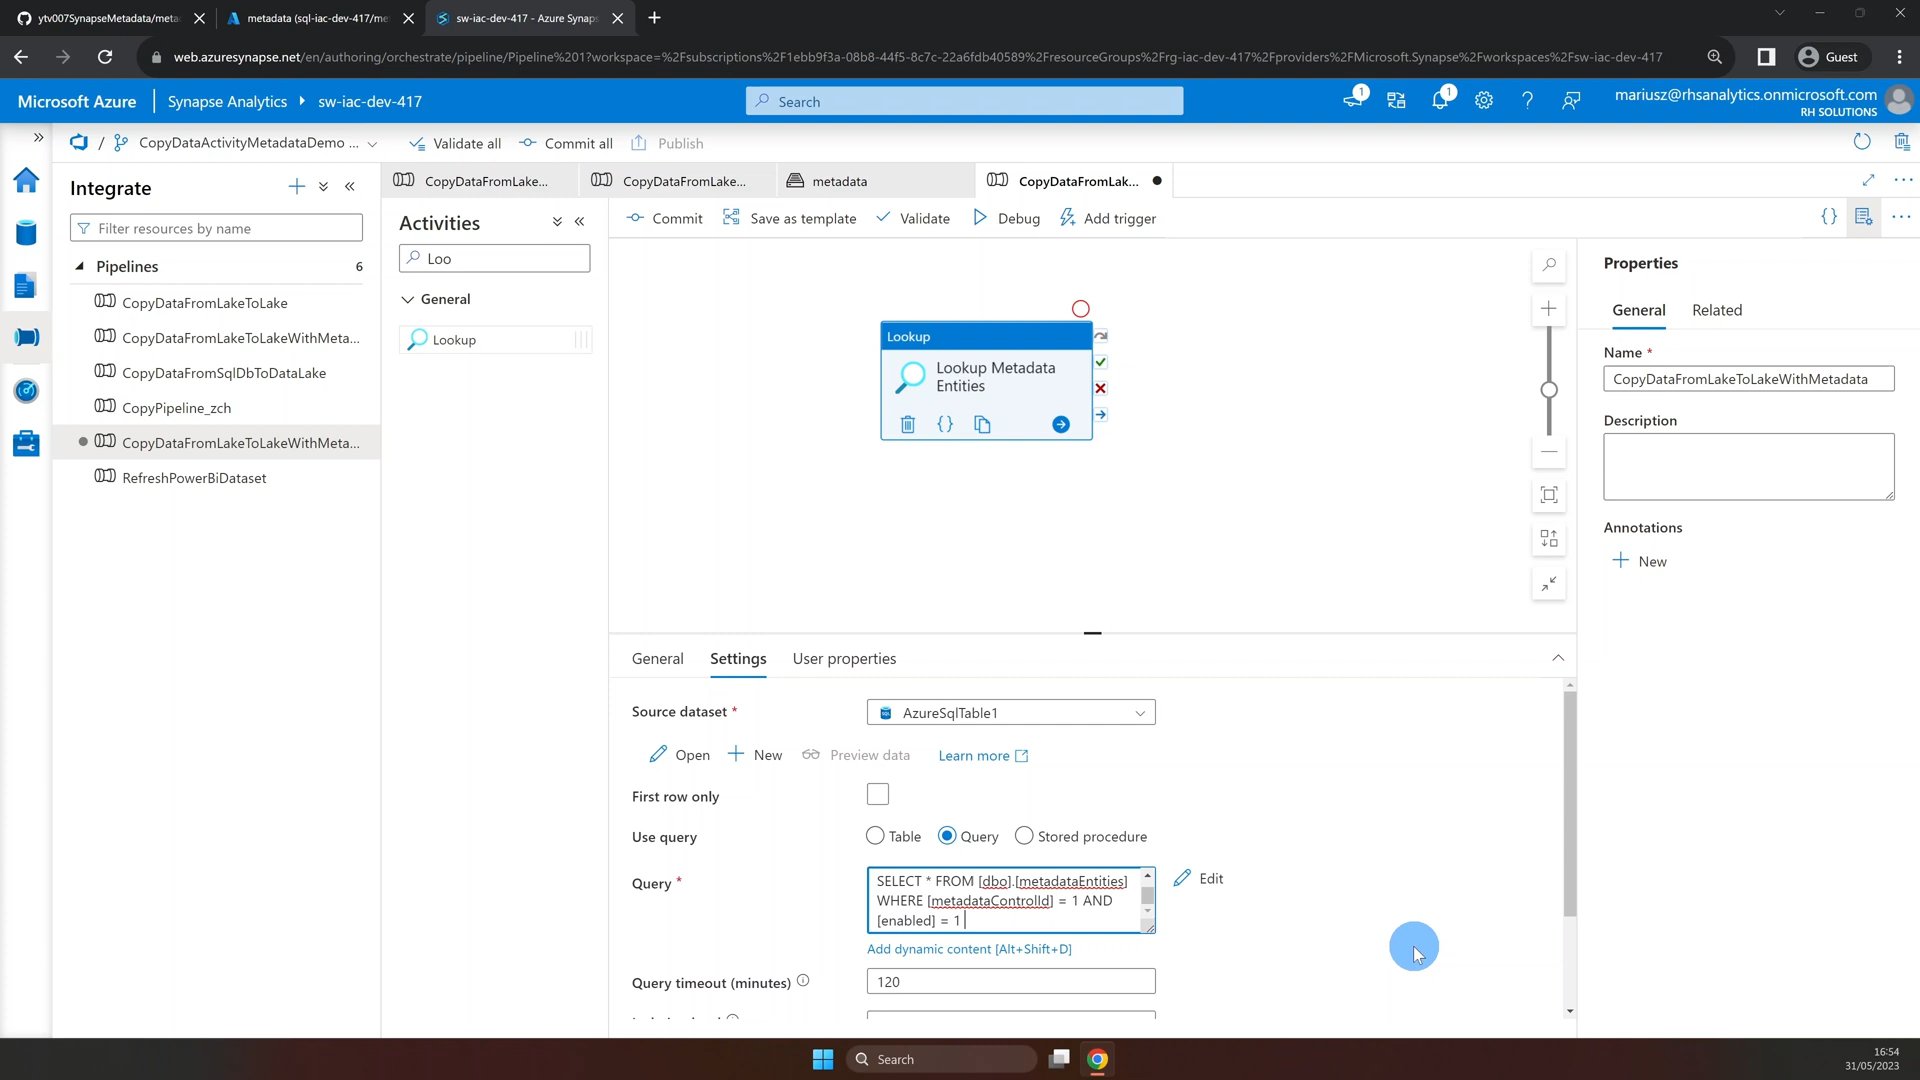 ytv007SynapseMetadata/meta
metadata (sql-iac-dev-417/me
sw-iac-dev-417 - Azure Synaps
web.azuresynapse.net/en/authoring/orchestrate/pipeline/Pipeline%201?workspace=%2Fsubscriptions%2F1ebb9f3a-08b8-44f5-8c7c-22a6fdb40589%2FresourceGroups%2Frg-iac-dev-417%2Fproviders%2FMicrosoft.Synapse%2Fworkspaces%2Fsw-iac-dev-417
Guest
Microsoft Azure
Synapse Analytics
sw-iac-dev-417
Search
1
1
mariusz@rhsanalytics.onmicrosoft.com
RH SOLUTIONS
/
CopyDataActivityMetadataDemo ...
Validate all
Commit all
Publish
Integrate
Filter resources by name
Pipelines
6
CopyDataFromLakeToLake
CopyDataFromLakeToLakeWithMeta...
CopyDataFromSqlDbToDataLake
CopyPipeline_zch
CopyDataFromLakeToLakeWithMeta...
RefreshPowerBiDataset
CopyDataFromLake...
CopyDataFromLake...
metadata
CopyDataFromLak...
Activities
Loo
General
Lookup
Commit
Save as template
Validate
Debug
Add trigger
Lookup
Lookup Metadata
Entities
Properties
General
Related
Name *
CopyDataFromLakeToLakeWithMetadata
Description
Annotations
New
General
Settings
User properties
Source dataset *
AzureSqlTable1
Open
New
Preview data
Learn more
First row only
Use query
Table
Query
Stored procedure
Query *
SELECT * FROM [dbo].[metadataEntities]
WHERE [metadataControlId] = 1 AND
[enabled] = 1
Edit
Add dynamic content [Alt+Shift+D]
Query timeout (minutes)
120
Search
16:54
31/05/2023